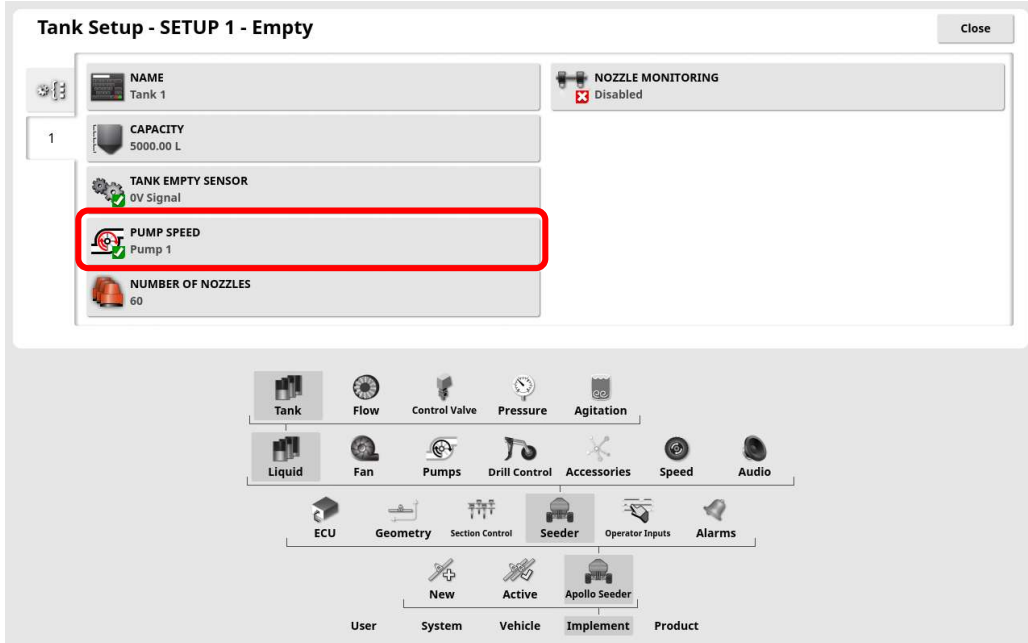 Tank Setup - SETUP 1 - Empty
Close
NAME
Tank 1
NOZZLE MONITORING
Disabled
1
CAPACITY
5000.00 L
TANK EMPTY SENSOR
0V Signal
PUMP SPEED
Pump 1
NUMBER OF NOZZLES
60
Tank Flow Control Valve Pressure Agitation
Liquid Fan Pumps Drill Control Accessories Speed Audio
ECU Geometry Section Control Seeder Operator Inputs Alarms
New Active Apollo Seeder
User System Vehicle Implement Product